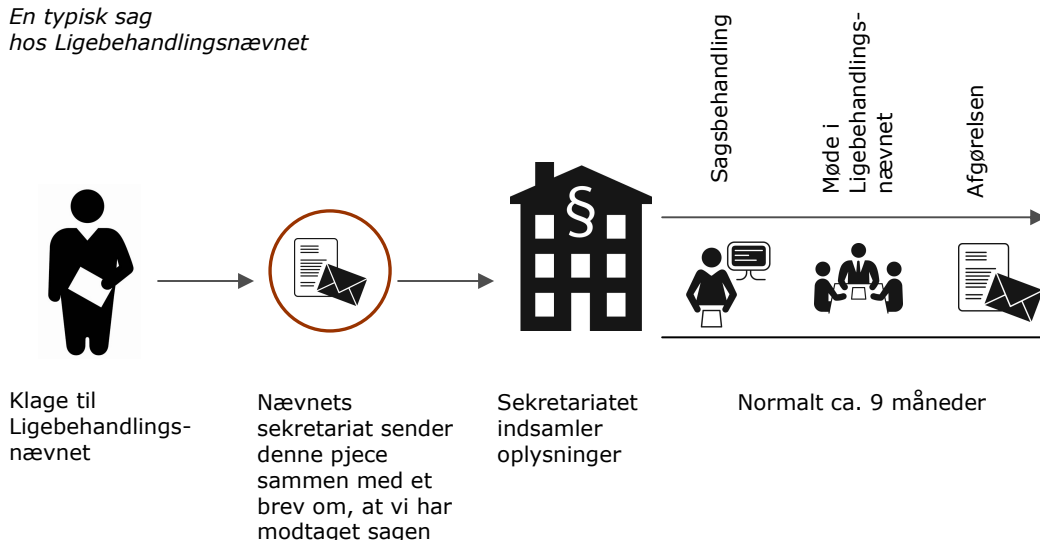 En typisk sag
hos Ligebehandlingsnævnet
Sagsbehandling
Møde i
Ligebehandlings-
nævnet
Afgørelsen
§
Klage til
Ligebehandlings-
nævnet
Nævnets
sekretariat sender
denne pjece
sammen med et
brev om, at vi har
modtaget sagen
Sekretariatet
indsamler
oplysninger
Normalt ca. 9 måneder